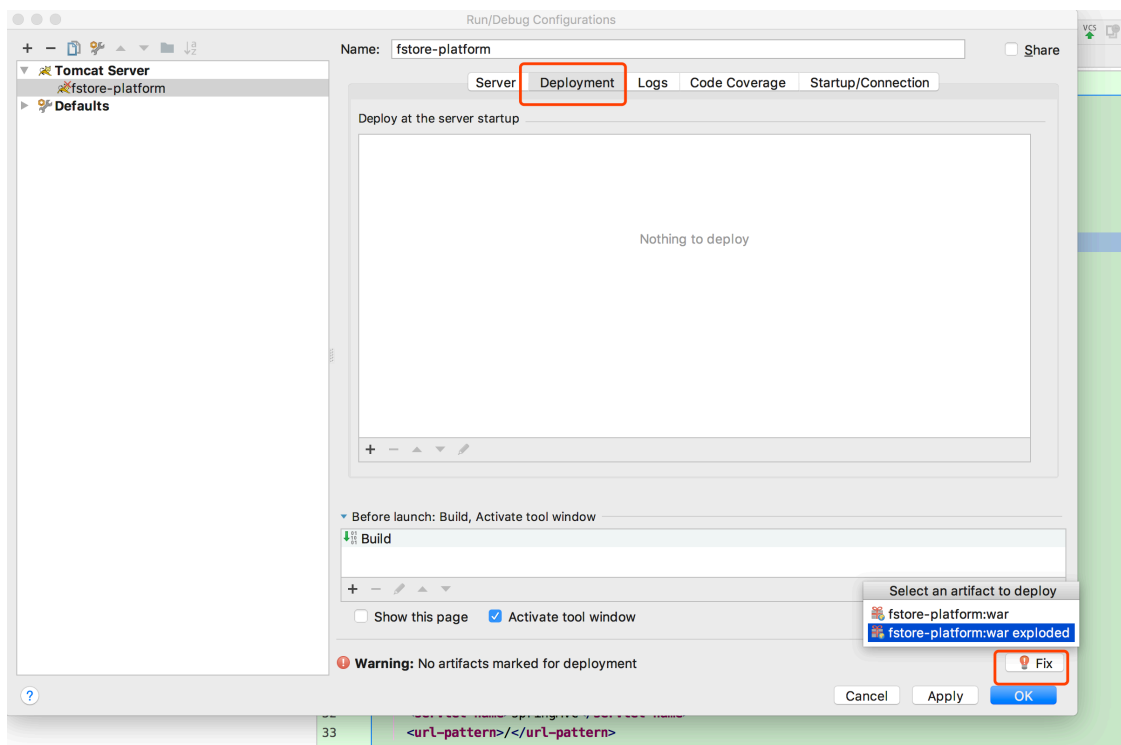 Run/Debug Configurations
Name: fstore-platform
Share
Tomcat Server
fstore-platform
Defaults
Server Deployment Logs Code Coverage Startup/Connection
Deploy at the server startup
Nothing to deploy
Before launch: Build, Activate tool window
Build
Show this page
Activate tool window
Select an artifact to deploy
fstore-platform:war
fstore-platform:war exploded
Warning: No artifacts marked for deployment
Fix
?
Cancel Apply OK
33 <url-pattern>/</url-pattern>
VCS